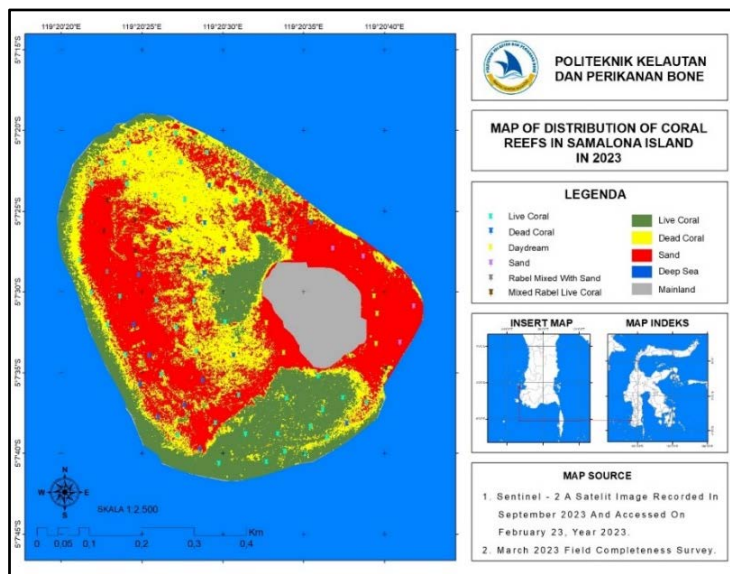 119°20'20"E
119°20'25"E
119°20'30"E
119°20'35"E
119°20'40"E
5°7'15"S
5°7'20"S
5°7'25"S
5°7'30"S
5°7'35"S
5°7'40"S
5°7'45"S
N
W
E
S
SKALA 1:2.500
Km
0
0,05
0,1
0,2
0,3
0,4
POLITEKNIK KELAUTAN
DAN PERIKANAN BONE
MAP OF DISTRIBUTION OF CORAL
REEFS IN SAMALONA ISLAND
IN 2023
LEGENDA
Live Coral
Dead Coral
Daydream
Sand
Rabel Mixed With Sand
Mixed Rabel Live Coral
Live Coral
Dead Coral
Sand
Deep Sea
Mainland
INSERT MAP
MAP INDEKS
MAP SOURCE
1. Sentinel - 2 A Satelit Image Recorded In
September 2023 And Accessed On
February 23, Year 2023.
2. March 2023 Field Completeness Survey.